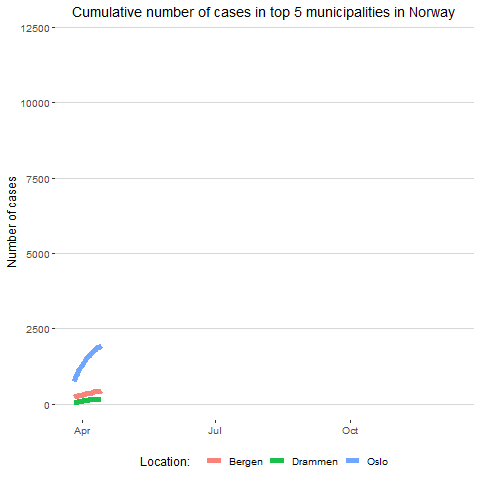 Cumulative number of cases in top 5 municipalities in Norway
Number of cases
12500
10000
7500
5000
2500
0
Apr Jul Oct
Location: Bergen Drammen Oslo